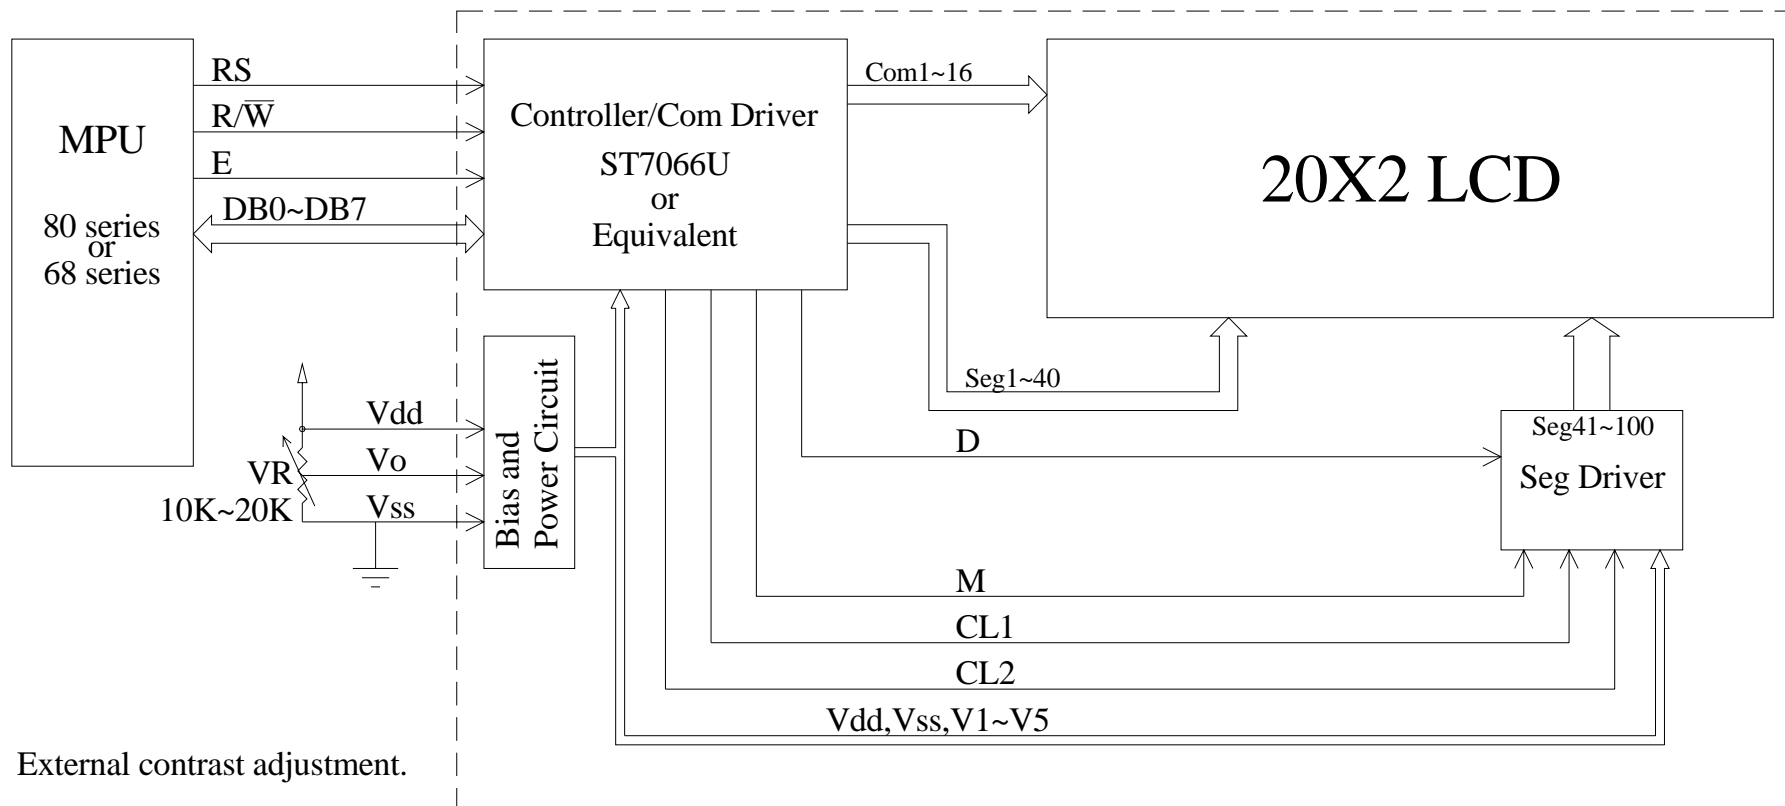 RS
R/W̅
E
DB0~DB7
MPU
80 series
or
68 series
Controller/Com Driver
ST7066U
or
Equivalent
Com1~16
20X2 LCD
Seg1~40
Seg41~100
Seg Driver
D
Vdd
Vo
Vss
VR
10K~20K
Bias and
Power Circuit
M
CL1
CL2
Vdd,Vss,V1~V5
External contrast adjustment.